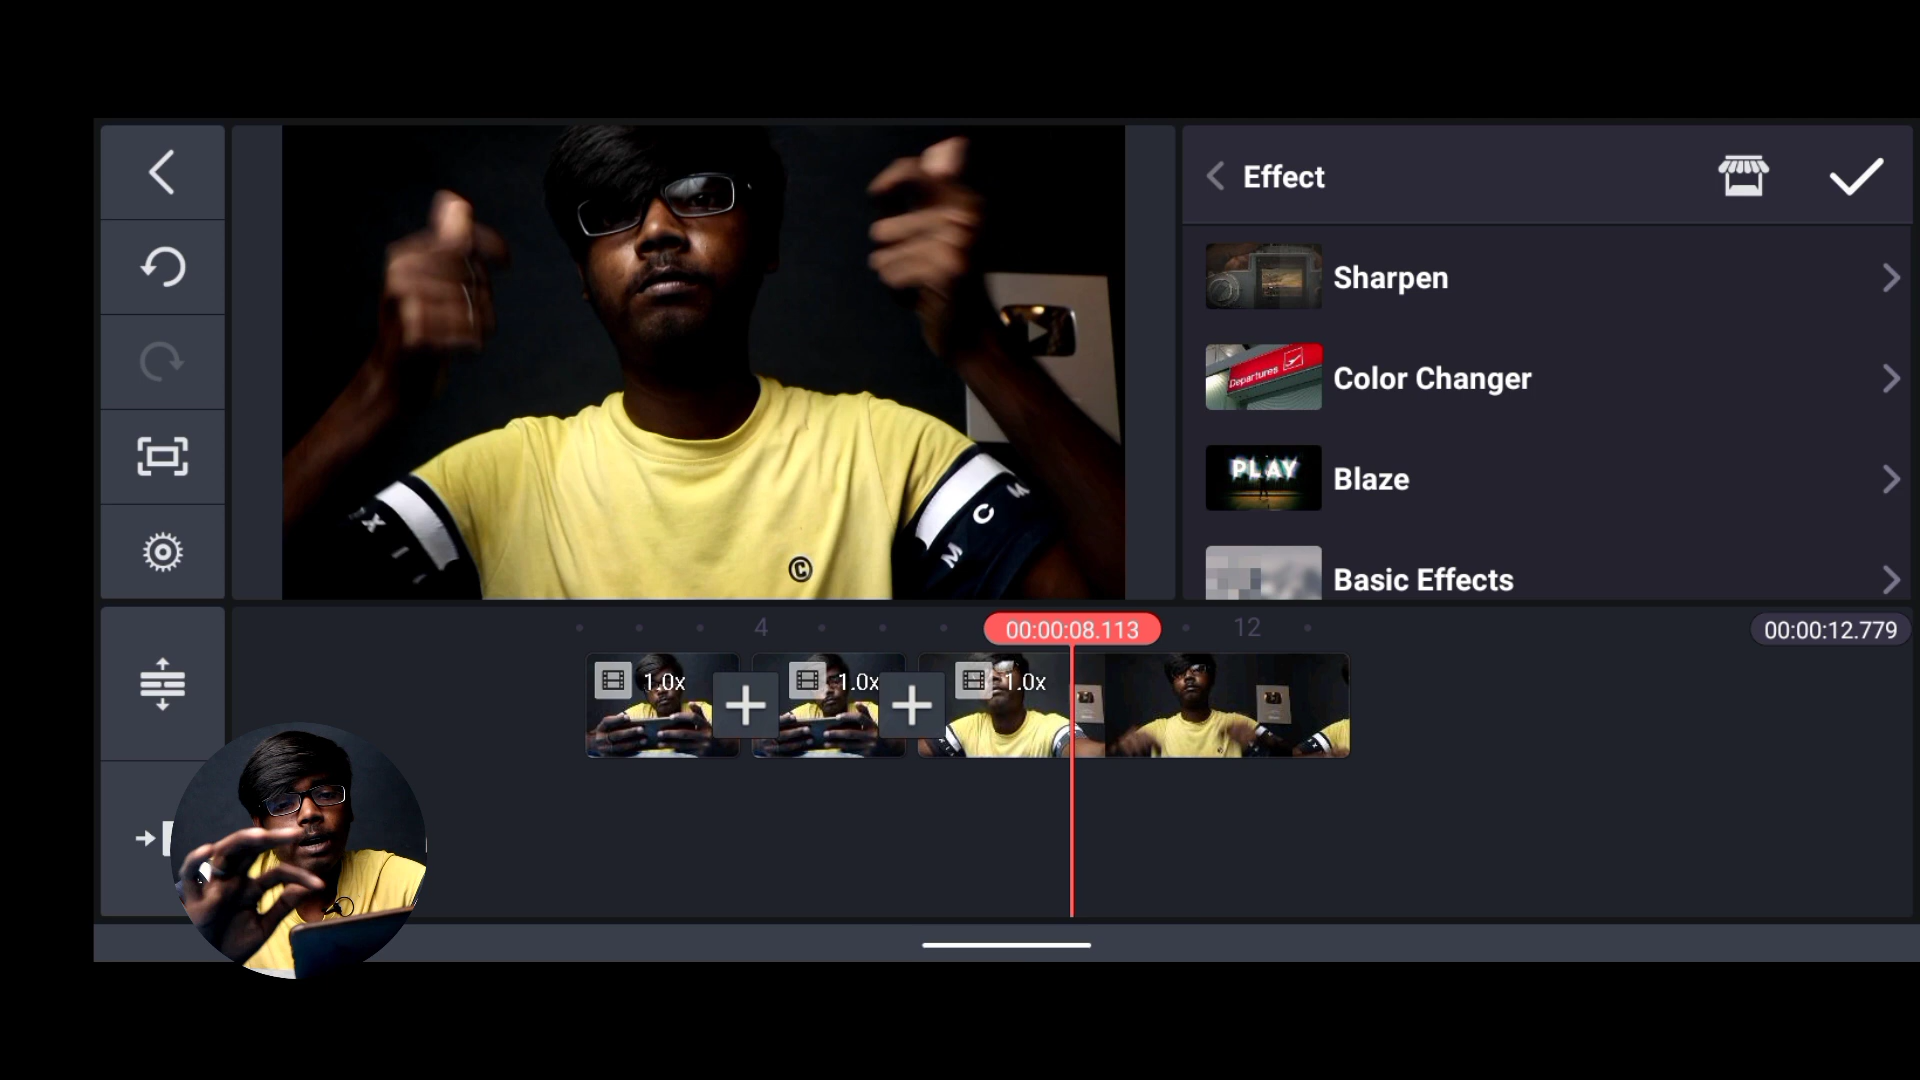 Effect
Sharpen
Departures
Color Changer
PLAY
Blaze
Basic Effects
X I
C
M C M
4
00:00:08.113
12
00:00:12.779
1.0x
1.0x
1.0x